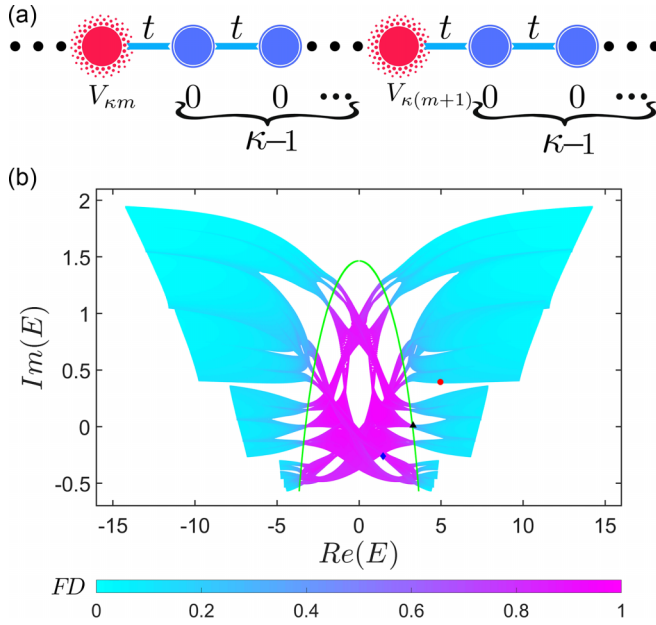 (a)
t t t t
V_{κm} 0 0 ... V_{κ(m+1)} 0 0 ...
κ−1 κ−1
(b)
2
1.5
1
0.5
0
-0.5
Im(E)
-15 -10 -5 0 5 10 15
Re(E)
FD
0 0.2 0.4 0.6 0.8 1